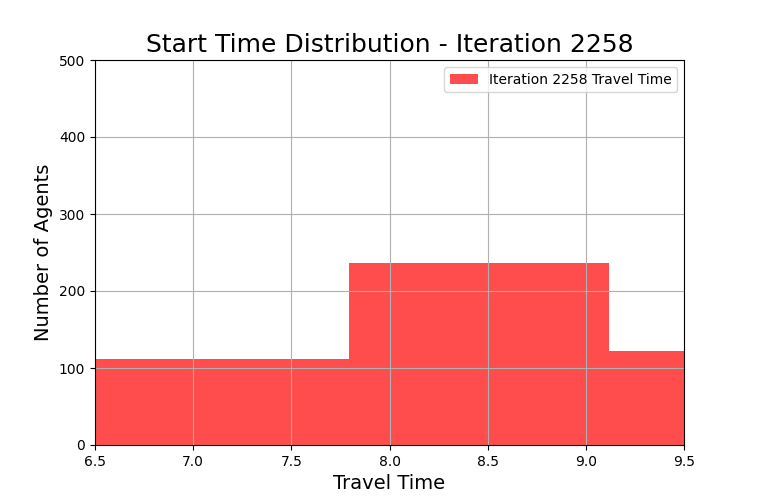 Start Time Distribution - Iteration 2258
Iteration 2258 Travel Time
Number of Agents
500
400
300
200
100
0
6.5 7.0 7.5 8.0 8.5 9.0 9.5
Travel Time